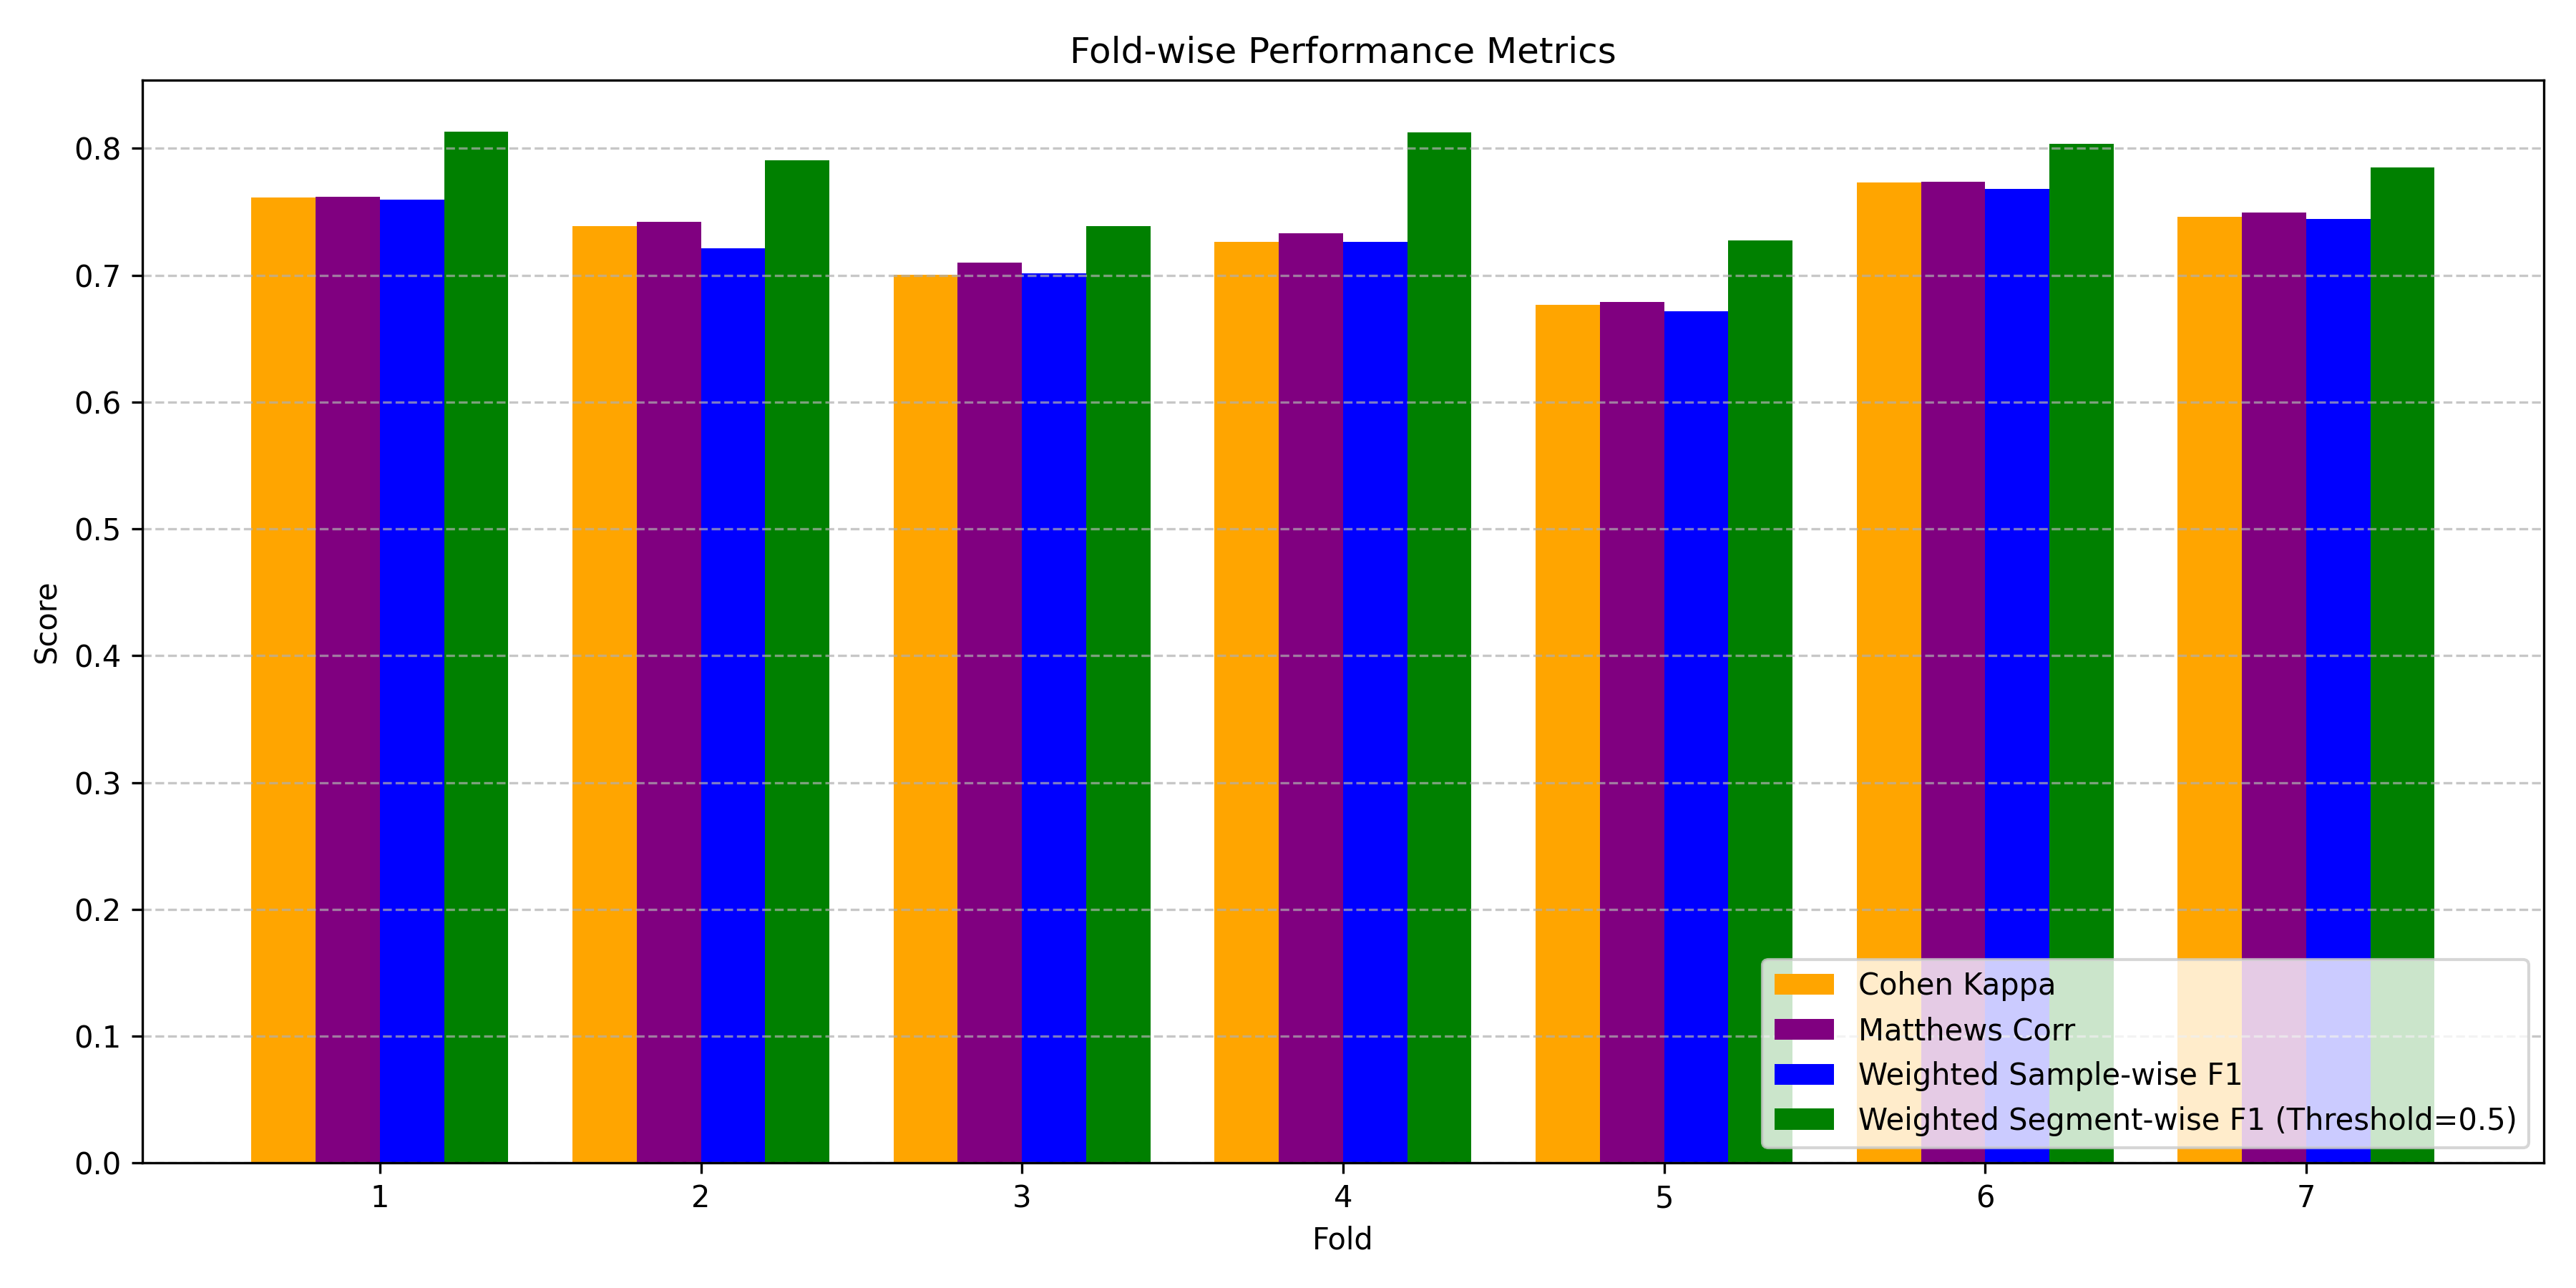 Fold-wise Performance Metrics
Score
0.8
0.7
0.6
0.5
0.4
0.3
0.2
0.1
0.0
1 2 3 4 5 6 7
Fold
Cohen Kappa
Matthews Corr
Weighted Sample-wise F1
Weighted Segment-wise F1 (Threshold=0.5)